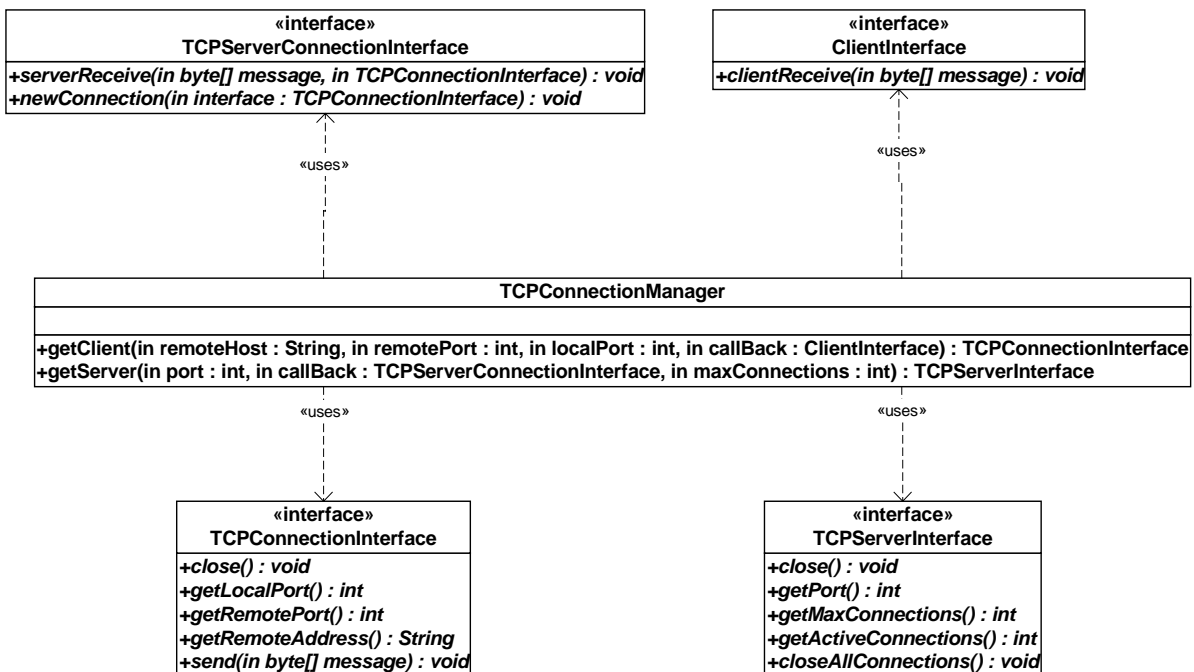 «interface»
TCPServerConnectionInterface
+serverReceive(in byte[] message, in TCPConnectionInterface) : void
+newConnection(in interface : TCPConnectionInterface) : void
«interface»
ClientInterface
+clientReceive(in byte[] message) : void
«uses»
«uses»
TCPConnectionManager
+getClient(in remoteHost : String, in remotePort : int, in localPort : int, in callBack : ClientInterface) : TCPConnectionInterface
+getServer(in port : int, in callBack : TCPServerConnectionInterface, in maxConnections : int) : TCPServerInterface
«uses»
«uses»
«interface»
TCPConnectionInterface
+close() : void
+getLocalPort() : int
+getRemotePort() : int
+getRemoteAddress() : String
+send(in byte[] message) : void
«interface»
TCPServerInterface
+close() : void
+getPort() : int
+getMaxConnections() : int
+getActiveConnections() : int
+closeAllConnections() : void